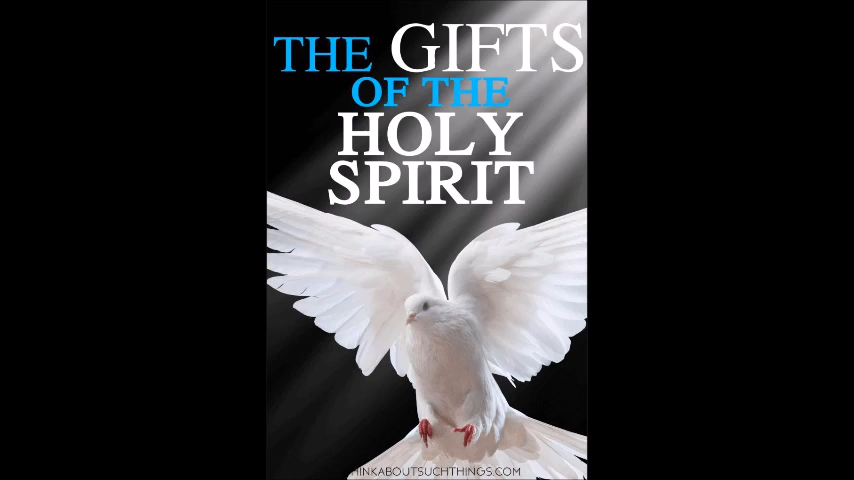 THE GIFTS
OF THE
HOLY
SPIRIT
HINKABOUTSUCHTHINGS.COM